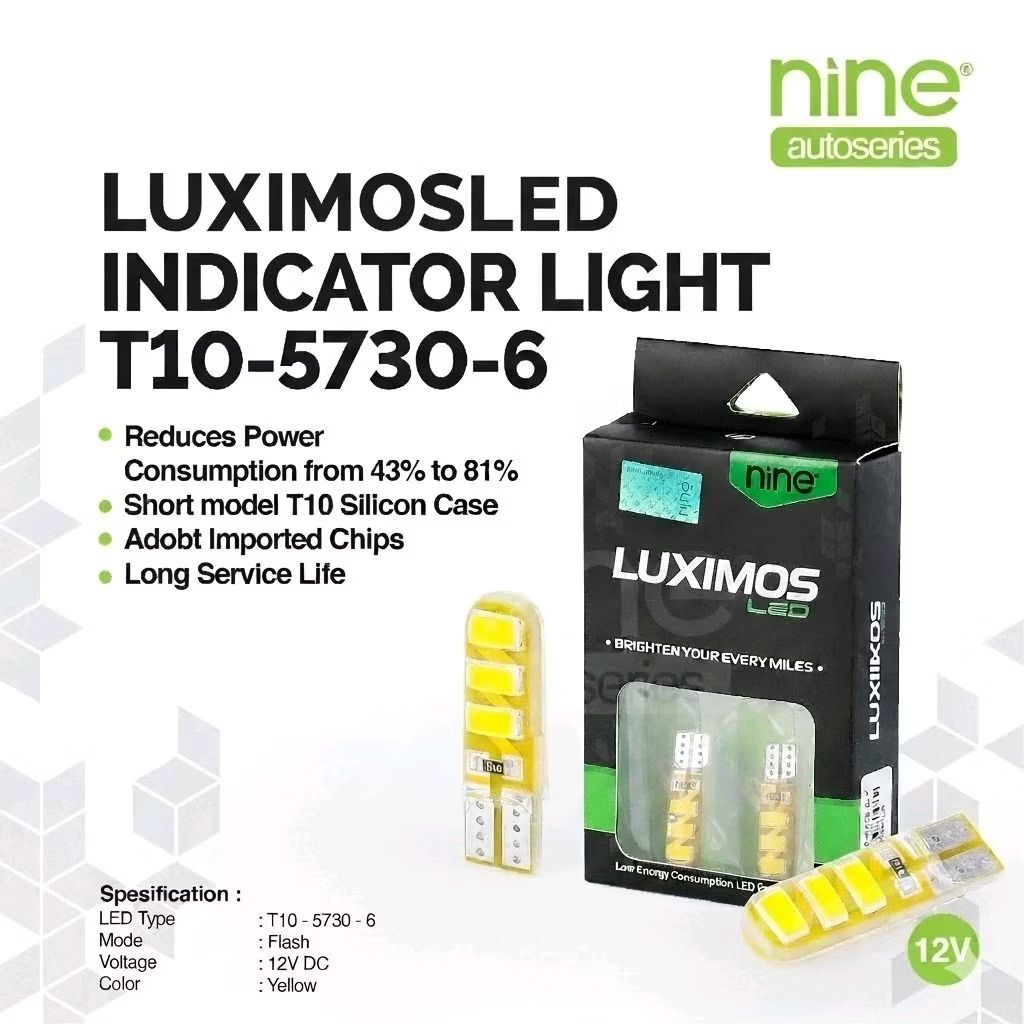 nine®
autoseries
LUXIMOSLED
INDICATOR LIGHT
T10-5730-6
Reduces Power
Consumption from 43% to 81%
Short model T10 Silicon Case
Adobt Imported Chips
Long Service Life
nine
LUXIMOS
LED
• BRIGHTEN YOUR EVERY MILES •
Low Energy Consumption LED
Spesification :
LED Type : T10 - 5730 - 6
Mode : Flash
Voltage : 12V DC
Color : Yellow
12V